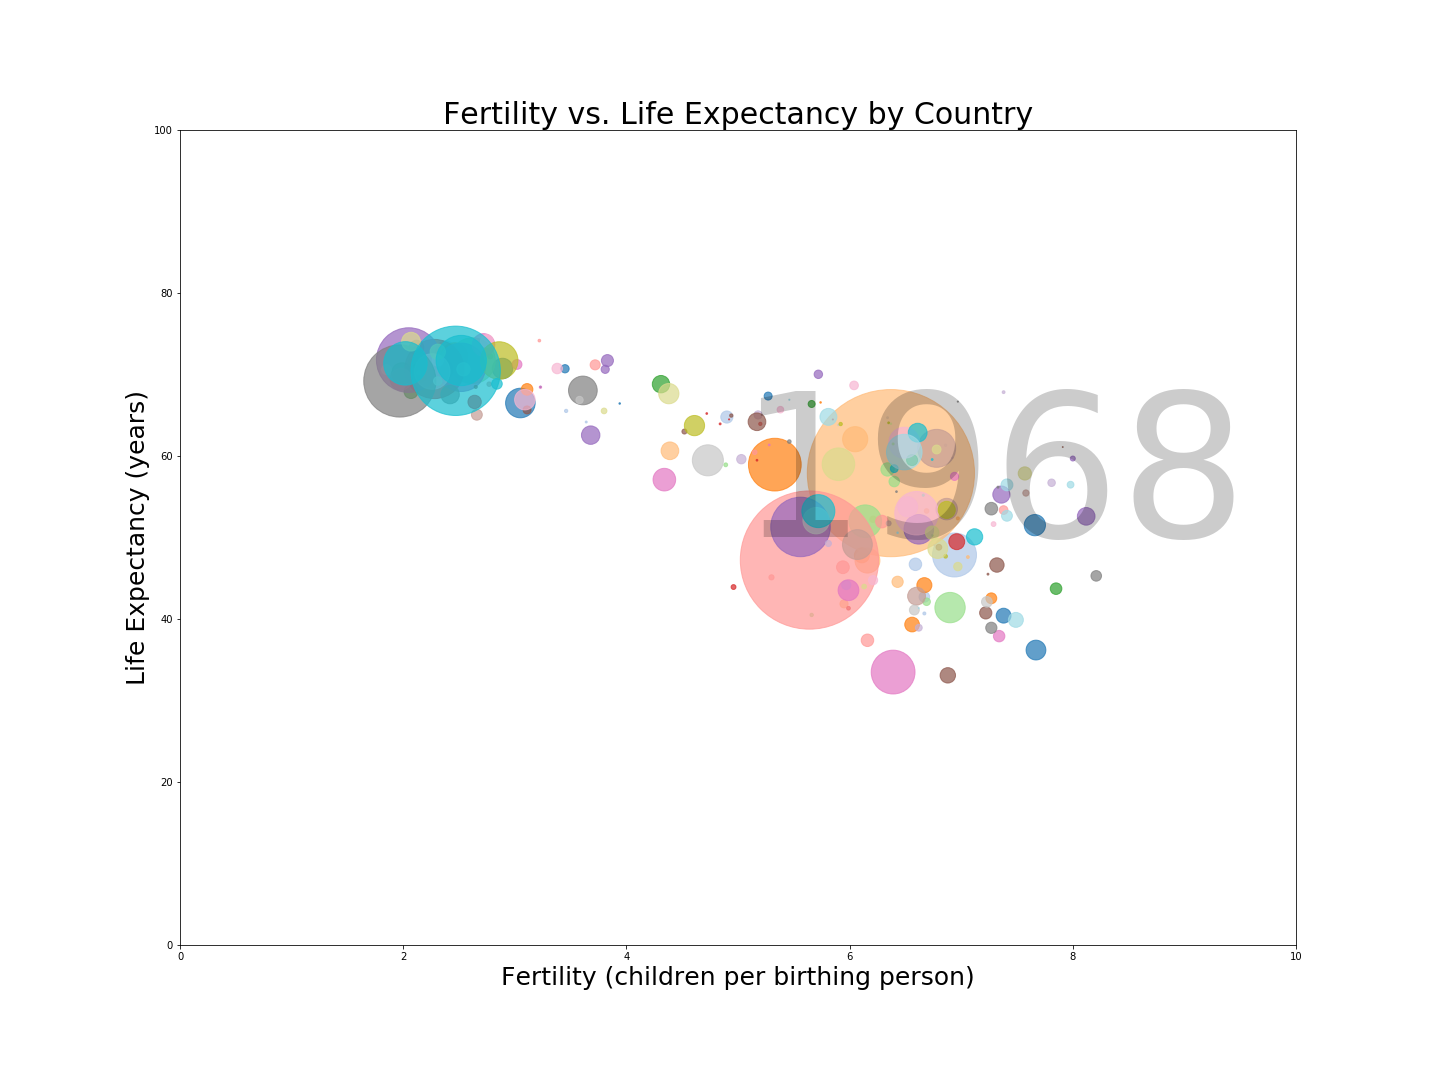 Fertility vs. Life Expectancy by Country
100
80
60
40
20
0
Life Expectancy (years)
1968
0 2 4 6 8 10
Fertility (children per birthing person)